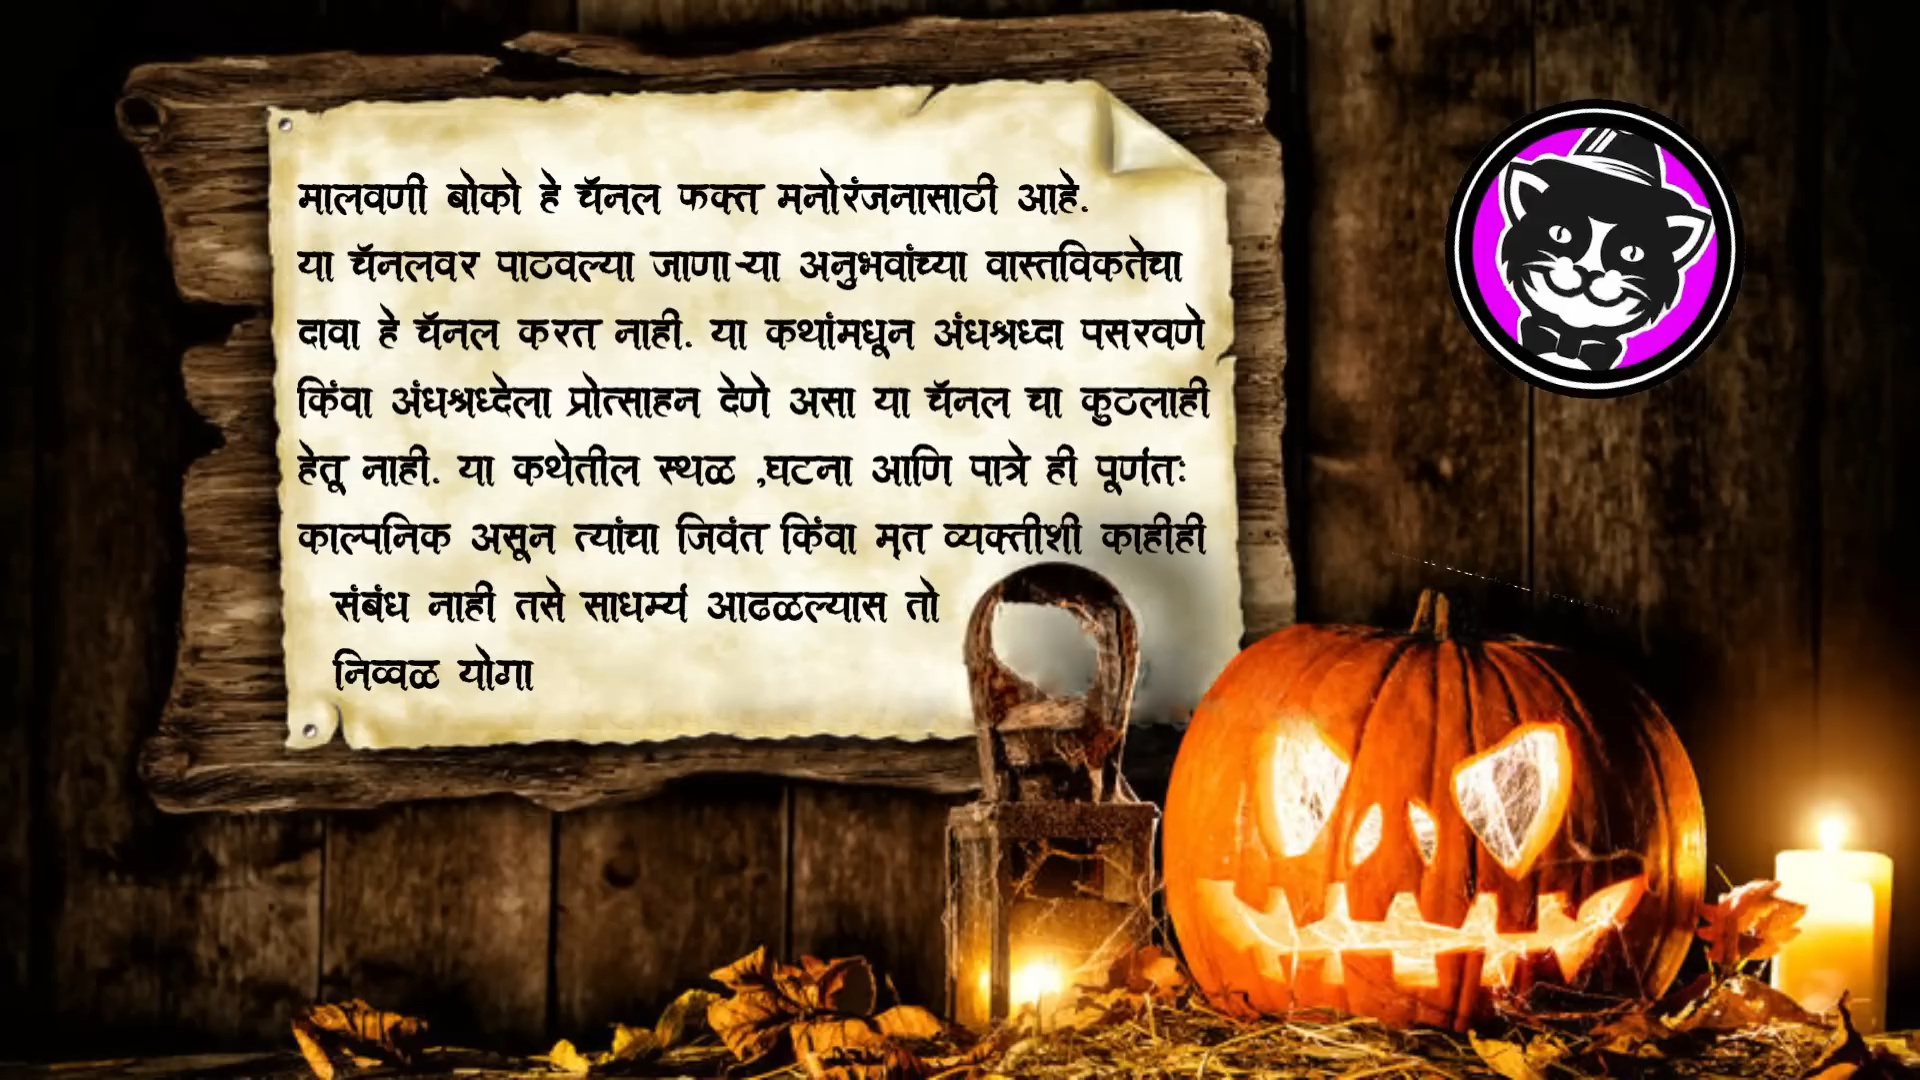 मालवणी बोको हे चॅनल फक्त मनोरंजनासाठी आहे.
या चॅनलवर पाठवल्या जाणाऱ्या अनुभवांच्या वास्तविकतेचा
दावा हे चॅनल करत नाही. या कथांमधून अंधश्रध्दा पसरवणे
किंवा अंधश्रध्देला प्रोत्साहन देणे असा या चॅनल चा कुठलाही
हेतू नाही. या कथेतील स्थळ ,घटना आणि पात्रे ही पूर्णतः
काल्पनिक असून त्यांचा जिवंत किंवा मृत व्यक्तीशी काहीही
संबंध नाही तसे साधर्म्य आढळल्यास तो
निव्वळ योगा